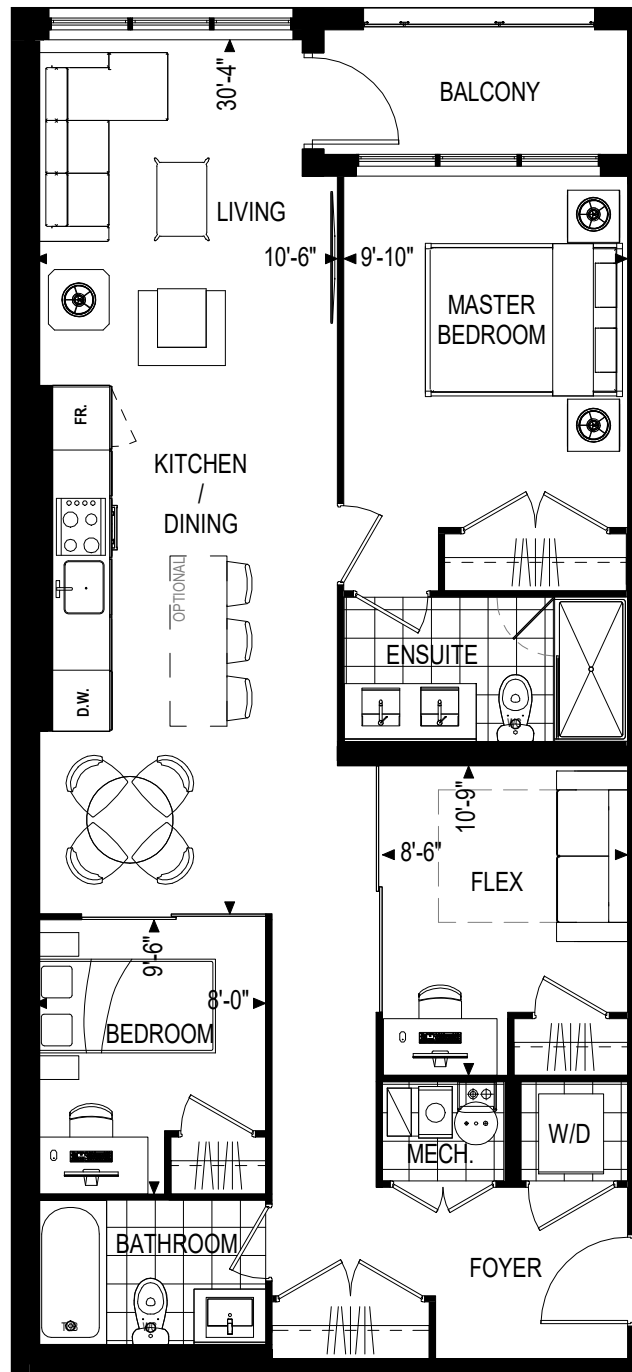 BALCONY
30'-4"
LIVING
10'-6" 9'-10"
MASTER
BEDROOM
FR.
KITCHEN
/
DINING
OPTIONAL
ENSUITE
D.W.
10'-9"
8'-6"
FLEX
9'-6"
8'-0"
BEDROOM
W/D
MECH.
BATHROOM
FOYER